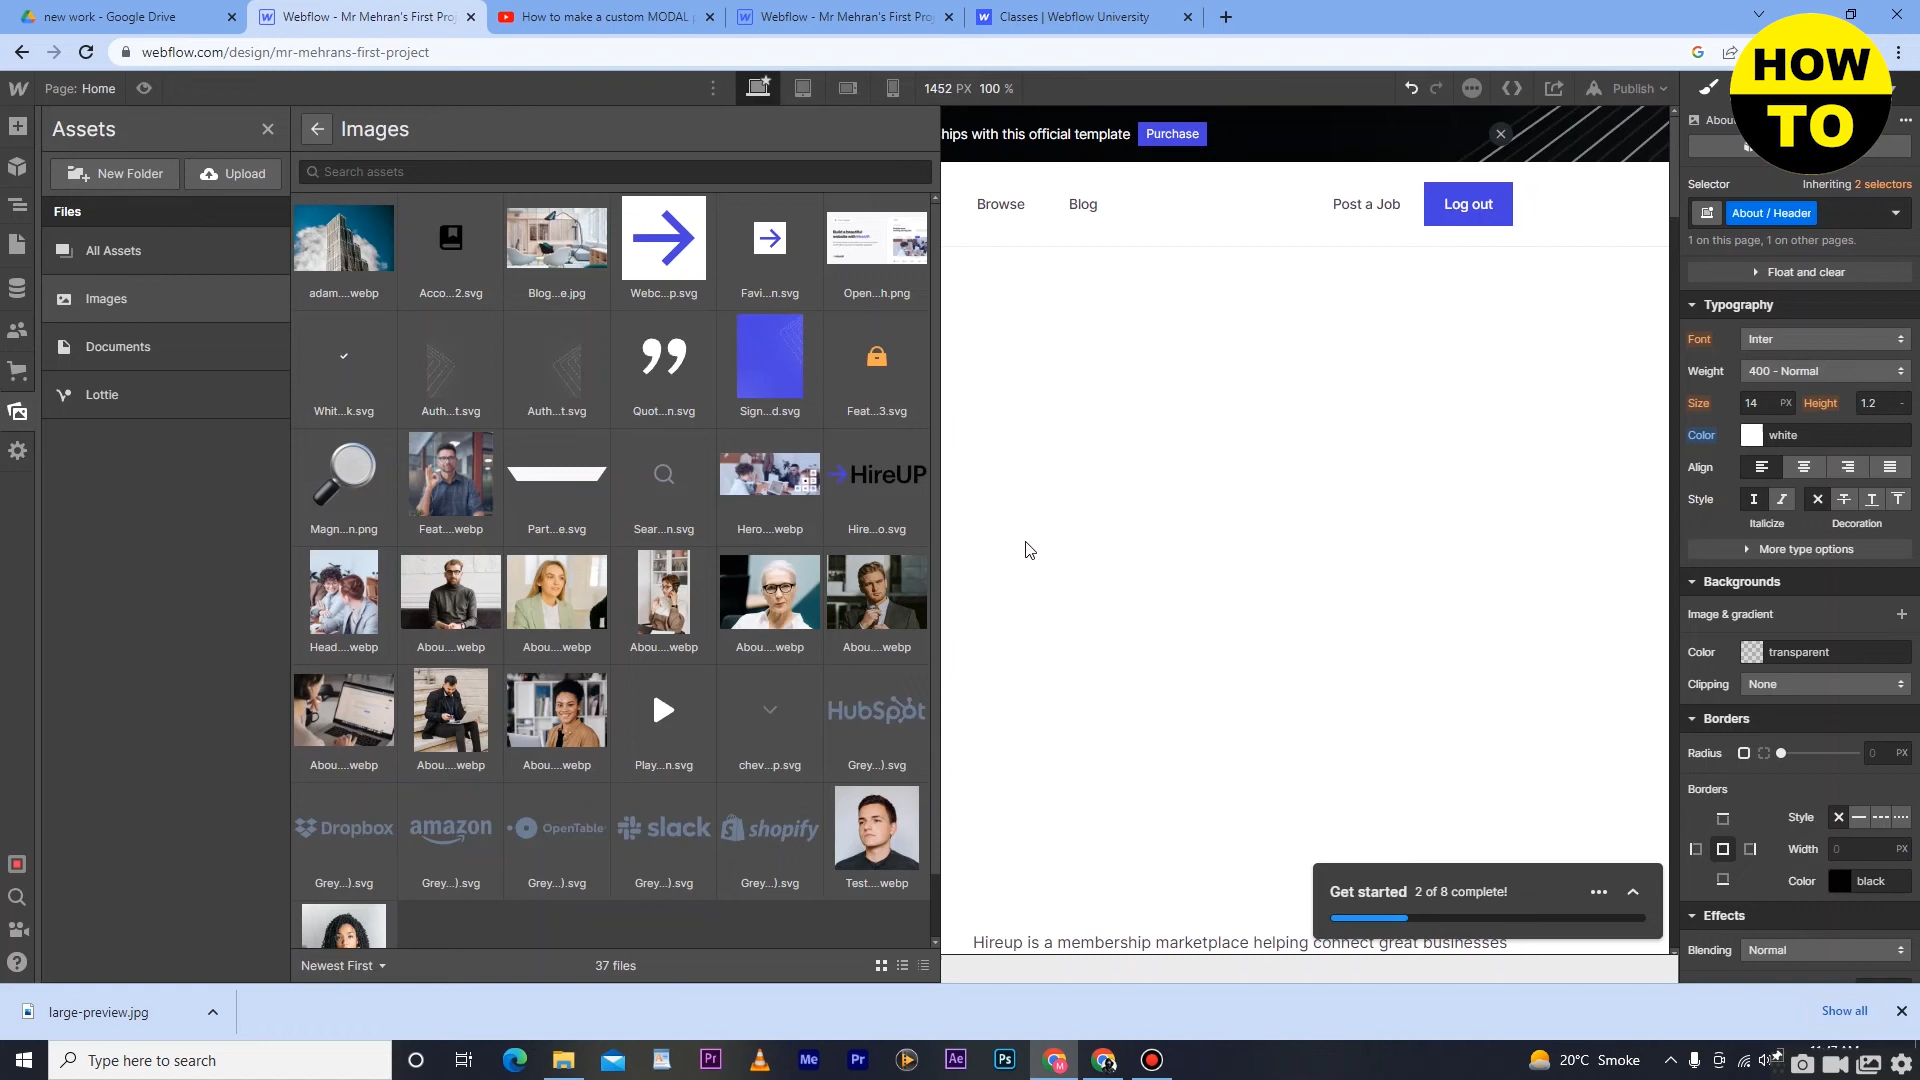 new work - Google Drive
Webflow - Mr Mehran's First Pro
How to make a custom MODAL
Webflow - Mr Mehran's First Pro
Classes | Webflow University
webflow.com/design/mr-mehrans-first-project
HOW
TO
Page: Home
1452 PX 100 %
Publish
Assets
Images
hips with this official template
Purchase
New Folder
Upload
Search assets
Selector
Inheriting 2 selectors
Files
Browse
Blog
Post a Job
Log out
About / Header
1 on this page, 1 on other pages.
All Assets
Images
Documents
Lottie
adam....webp
Acco...2.svg
Blog...e.jpg
Webc...p.svg
Favi...n.svg
Open...h.png
Whit...k.svg
Auth...t.svg
Auth...t.svg
Quot...n.svg
Sign...d.svg
Feat...3.svg
HireUP
Magn...n.png
Feat....webp
Part...e.svg
Sear...n.svg
Hero....webp
Hire...o.svg
Head....webp
Abou....webp
Abou....webp
Abou....webp
Abou....webp
Abou....webp
HubSpot
Abou....webp
Abou....webp
Abou....webp
Play...n.svg
chev...p.svg
Grey...).svg
Dropbox
amazon
OpenTable
slack
shopify
Grey...).svg
Grey...).svg
Grey...).svg
Grey...).svg
Grey...).svg
Test....webp
Newest First
37 files
Float and clear
Typography
Font
Inter
Weight
400 - Normal
Size
14 PX
Height
1.2 -
Color
white
Align
Style
Italicize
Decoration
More type options
Backgrounds
Image & gradient
Color
transparent
Clipping
None
Borders
Radius
0 PX
Borders
Style
Width
0 PX
Color
black
Effects
Blending
Normal
Get started 2 of 8 complete!
Hireup is a membership marketplace helping connect great businesses
large-preview.jpg
Show all
Type here to search
20°C Smoke